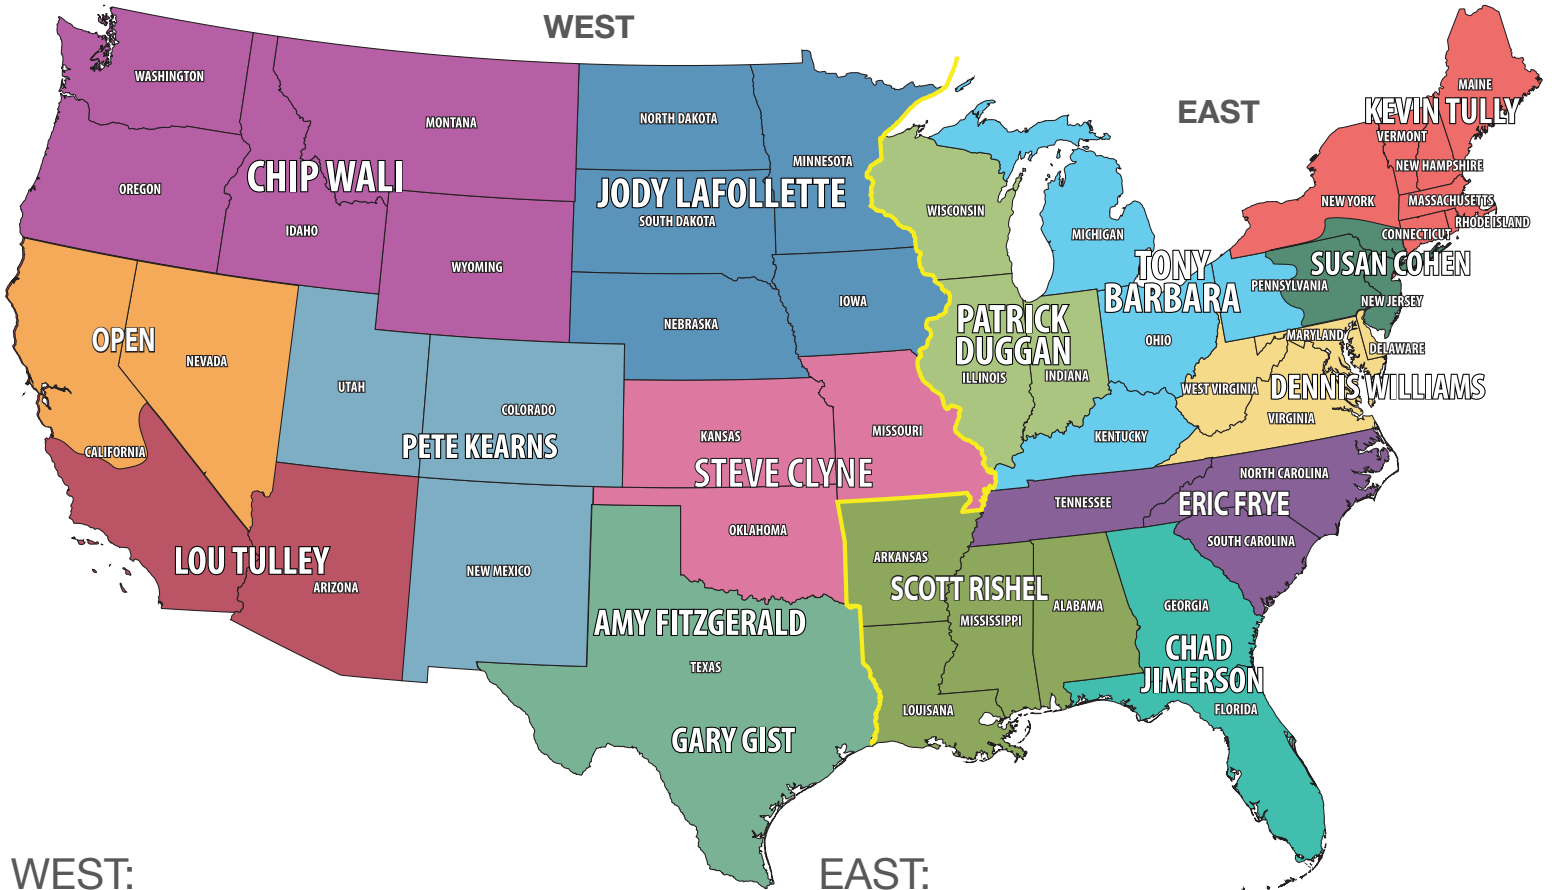 WEST
EAST
WASHINGTON
MONTANA
OREGON
IDAHO
WYOMING
CHIP WALI
NORTH DAKOTA
MINNESOTA
JODY LAFOLLETTE
SOUTH DAKOTA
IOWA
NEBRASKA
WISCONSIN
PATRICK
DUGGAN
ILLINOIS
INDIANA
MICHIGAN
TONY
BARBARA
OHIO
KENTUCKY
MAINE
KEVIN TULLY
VERMONT
NEW HAMPSHIRE
NEW YORK
MASSACHUSETTS
RHODE ISLAND
CONNECTICUT
SUSAN COHEN
PENNSYLVANIA
NEW JERSEY
MARYLAND
DELAWARE
WEST VIRGINIA
DENNIS WILLIAMS
VIRGINIA
OPEN
NEVADA
CALIFORNIA
UTAH
COLORADO
PETE KEARNS
NEW MEXICO
KANSAS
MISSOURI
STEVE CLYNE
OKLAHOMA
LOU TULLEY
ARIZONA
AMY FITZGERALD
TEXAS
GARY GIST
ARKANSAS
SCOTT RISHEL
MISSISSIPPI
ALABAMA
LOUISANA
TENNESSEE
NORTH CAROLINA
ERIC FRYE
SOUTH CAROLINA
GEORGIA
CHAD
JIMERSON
FLORIDA
WEST:
EAST: